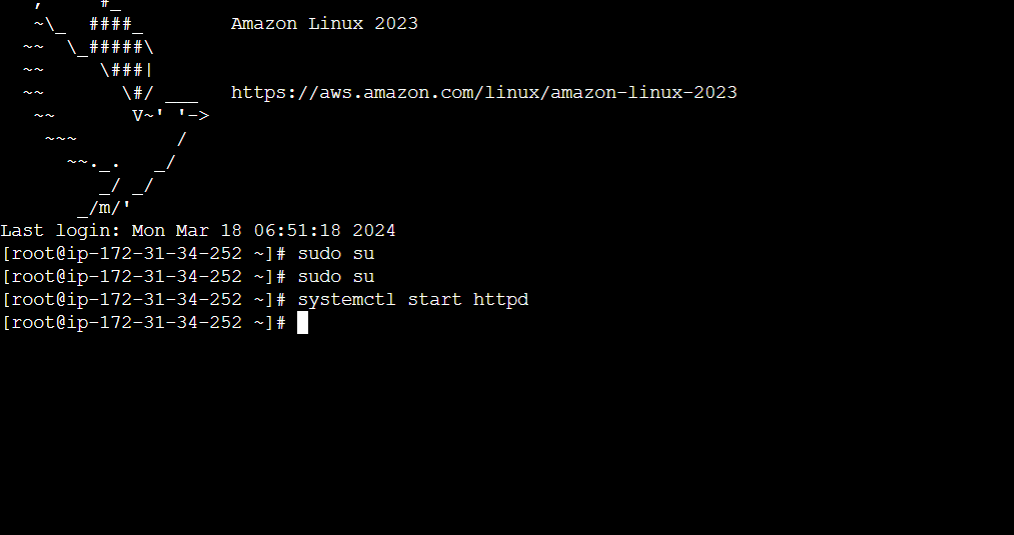 ,     #_
~\_  ####_        Amazon Linux 2023
~~  \_#####\
~~     \###|
~~       \#/ ___   https://aws.amazon.com/linux/amazon-linux-2023
~~       V~' '->
~~~         /
~~._.   _/
_/ _/
_/m/'
Last login: Mon Mar 18 06:51:18 2024
[root@ip-172-31-34-252 ~]# sudo su
[root@ip-172-31-34-252 ~]# sudo su
[root@ip-172-31-34-252 ~]# systemctl start httpd
[root@ip-172-31-34-252 ~]#